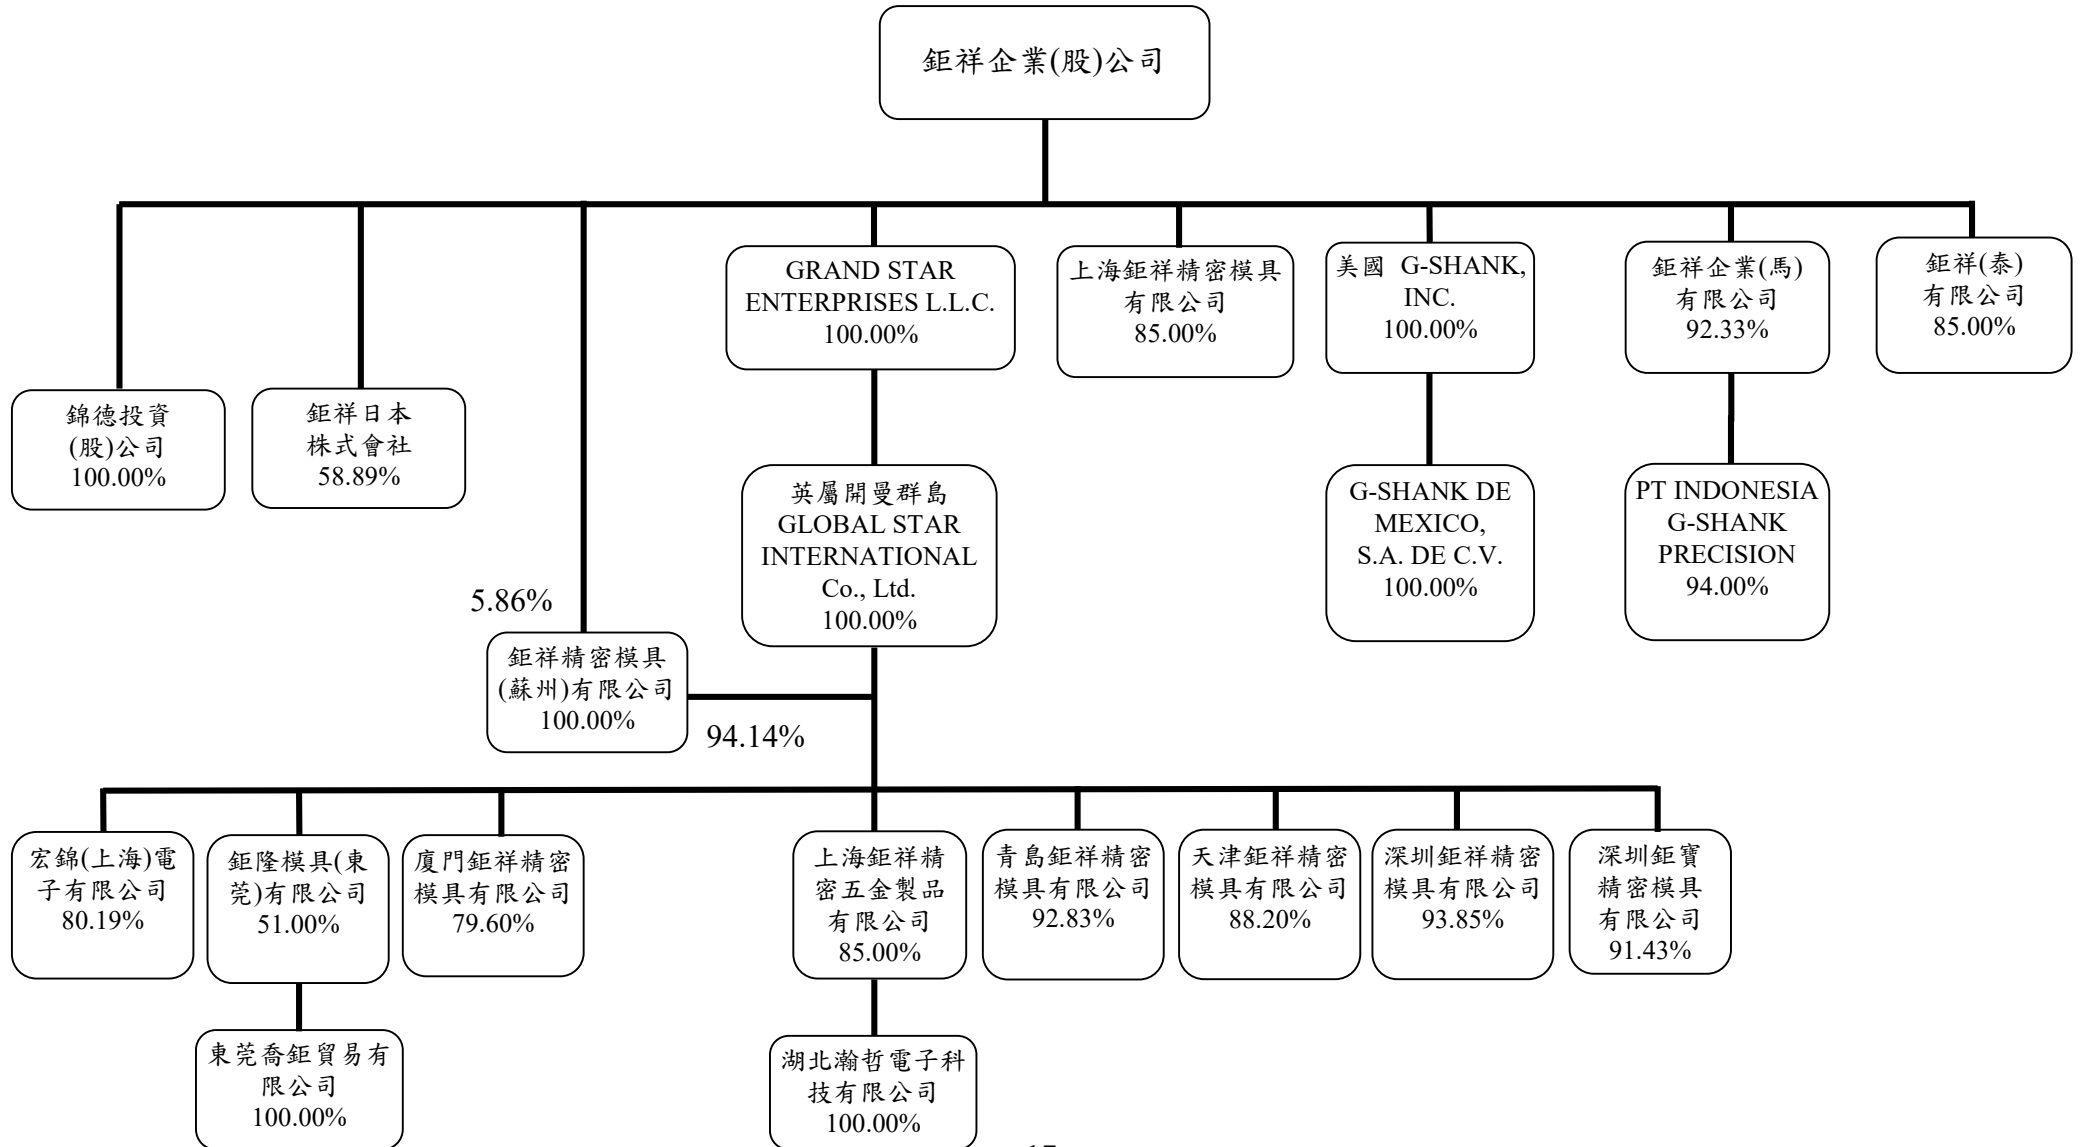 鉅祥企業(股)公司
GRAND STAR
ENTERPRISES L.L.C.
100.00%
上海鉅祥精密模具
有限公司
85.00%
美國 G-SHANK,
INC.
100.00%
鉅祥企業(馬)
有限公司
92.33%
鉅祥(泰)
有限公司
85.00%
錦德投資
(股)公司
100.00%
鉅祥日本
株式會社
58.89%
英屬開曼群島
GLOBAL STAR
INTERNATIONAL
Co., Ltd.
100.00%
G-SHANK DE
MEXICO,
S.A. DE C.V.
100.00%
PT INDONESIA
G-SHANK
PRECISION
94.00%
5.86%
鉅祥精密模具
(蘇州)有限公司
100.00%
94.14%
宏錦(上海)電
子有限公司
80.19%
鉅隆模具(東
莞)有限公司
51.00%
廈門鉅祥精密
模具有限公司
79.60%
上海鉅祥精
密五金製品
有限公司
85.00%
青島鉅祥精密
模具有限公司
92.83%
天津鉅祥精密
模具有限公司
88.20%
深圳鉅祥精密
模具有限公司
93.85%
深圳鉅寶
精密模具
有限公司
91.43%
東莞喬鉅貿易有
限公司
100.00%
湖北瀚哲電子科
技有限公司
100.00%